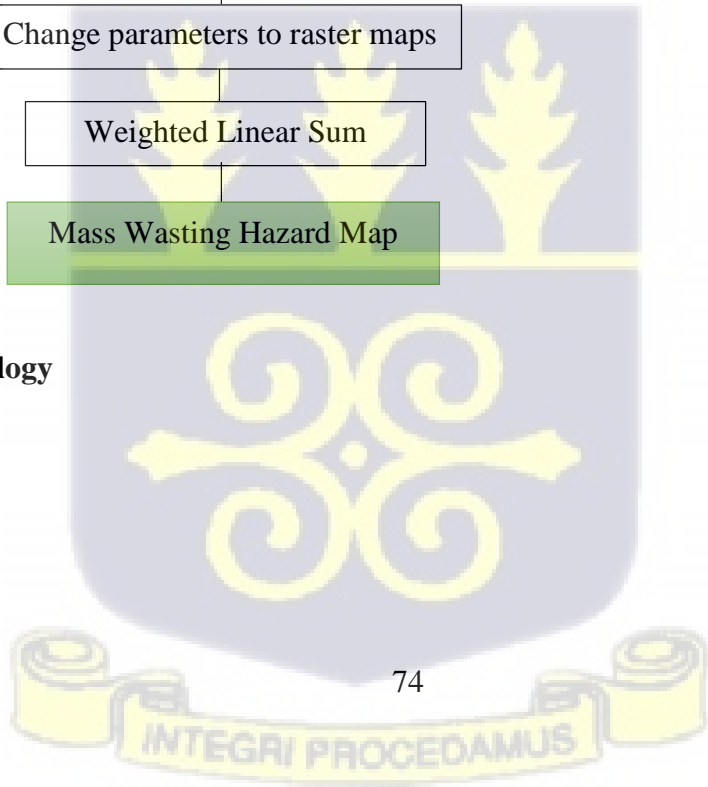 Change parameters to raster maps
Weighted Linear Sum
Mass Wasting Hazard Map
logy
74
INTEGRI PROCEDAMUS